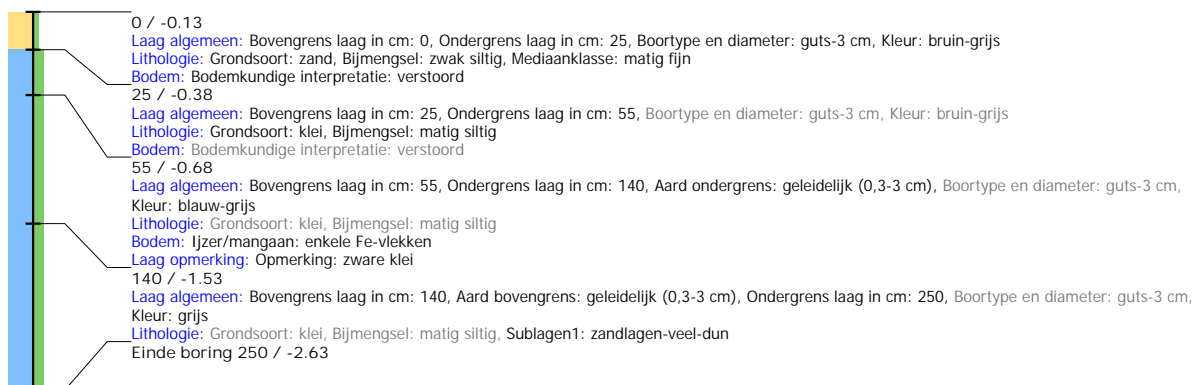 0 / -0.13
Laag algemeen: Bovengrens laag in cm: 0, Ondergrens laag in cm: 25, Boortype en diameter: guts-3 cm, Kleur: bruin-grijs
Lithologie: Grondsoort: zand, Bijmengsel: zwak siltig, Mediaanklasse: matig fijn
Bodem: Bodemkundige interpretatie: verstoord
25 / -0.38
Laag algemeen: Bovengrens laag in cm: 25, Ondergrens laag in cm: 55, Boortype en diameter: guts-3 cm, Kleur: bruin-grijs
Lithologie: Grondsoort: klei, Bijmengsel: matig siltig
Bodem: Bodemkundige interpretatie: verstoord
55 / -0.68
Laag algemeen: Bovengrens laag in cm: 55, Ondergrens laag in cm: 140, Aard ondergrens: geleidelijk (0,3-3 cm), Boortype en diameter: guts-3 cm,
Kleur: blauw-grijs
Lithologie: Grondsoort: klei, Bijmengsel: matig siltig
Bodem: Ijzer/mangaan: enkele Fe-vlekken
Laag opmerking: Opmerking: zware klei
140 / -1.53
Laag algemeen: Bovengrens laag in cm: 140, Aard bovengrens: geleidelijk (0,3-3 cm), Ondergrens laag in cm: 250, Boortype en diameter: guts-3 cm,
Kleur: grijs
Lithologie: Grondsoort: klei, Bijmengsel: matig siltig, Sublagen1: zandlagen-veel-dun
Einde boring 250 / -2.63